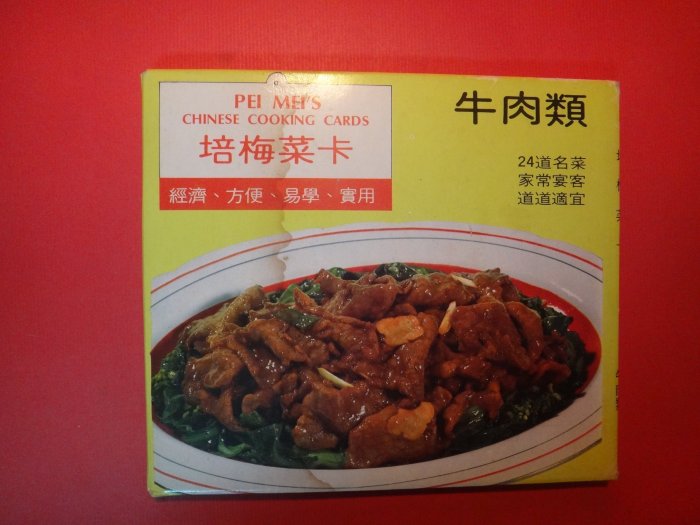 PEI MEI'S
CHINESE COOKING CARDS
培梅菜卡
經濟、方便、易學、實用
牛肉類
24道名菜
家常宴客
道道適宜